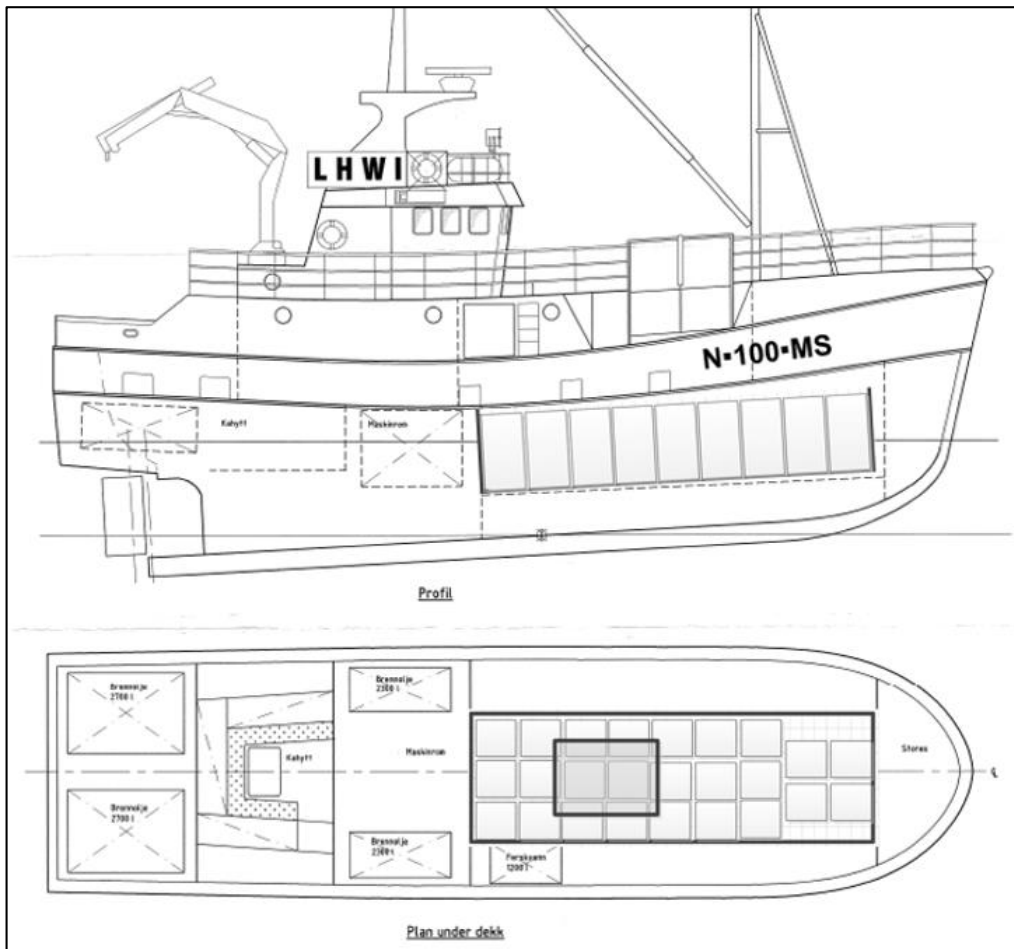 LHWI
N▪100▪MS
Kahytt
Maskinrom
Profil
Brennolje
2700 l
Brennolje
2300 l
Kahytt
Maskinrom
Stores
Brennolje
2700 l
Brennolje
2300 l
Ferskvann
1200 l
Plan under dekk